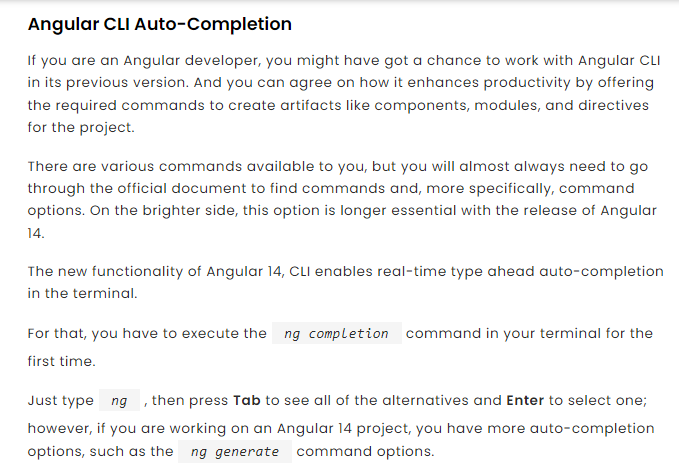 Angular CLI Auto-Completion
If you are an Angular developer, you might have got a chance to work with Angular CLI
in its previous version. And you can agree on how it enhances productivity by offering
the required commands to create artifacts like components, modules, and directives
for the project.
There are various commands available to you, but you will almost always need to go
through the official document to find commands and, more specifically, command
options. On the brighter side, this option is longer essential with the release of Angular
14.
The new functionality of Angular 14, CLI enables real-time type ahead auto-completion
in the terminal.
For that, you have to execute the ng completion command in your terminal for the
first time.
Just type ng , then press Tab to see all of the alternatives and Enter to select one;
however, if you are working on an Angular 14 project, you have more auto-completion
options, such as the ng generate command options.